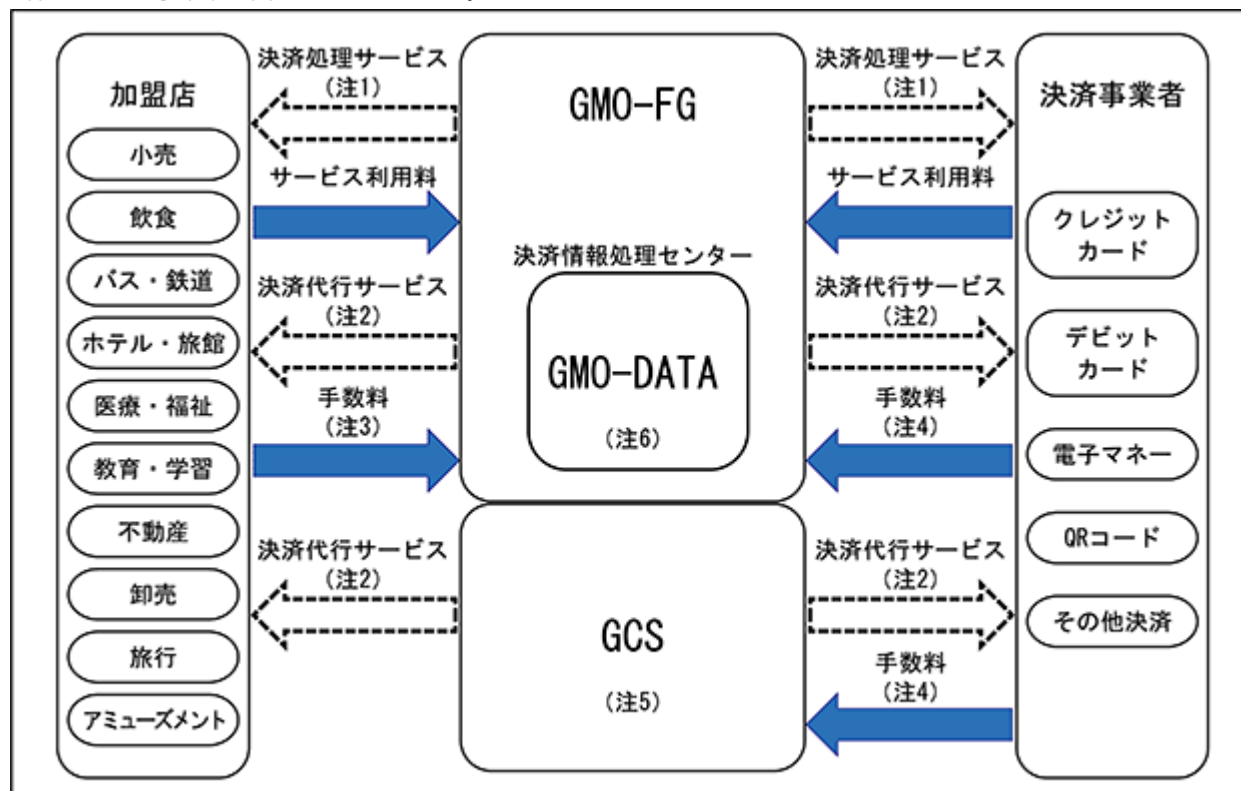 加盟店
小売
飲食
バス・鉄道
ホテル・旅館
医療・福祉
教育・学習
不動産
卸売
旅行
アミューズメント
決済処理サービス
(注1)
サービス利用料
決済代行サービス
(注2)
手数料
(注3)
決済代行サービス
(注2)
GMO-FG
決済情報処理センター
GMO-DATA
(注6)
GCS
(注5)
決済処理サービス
(注1)
サービス利用料
決済代行サービス
(注2)
手数料
(注4)
決済代行サービス
(注2)
手数料
(注4)
決済事業者
クレジット
カード
デビット
カード
電子マネー
QRコード
その他決済